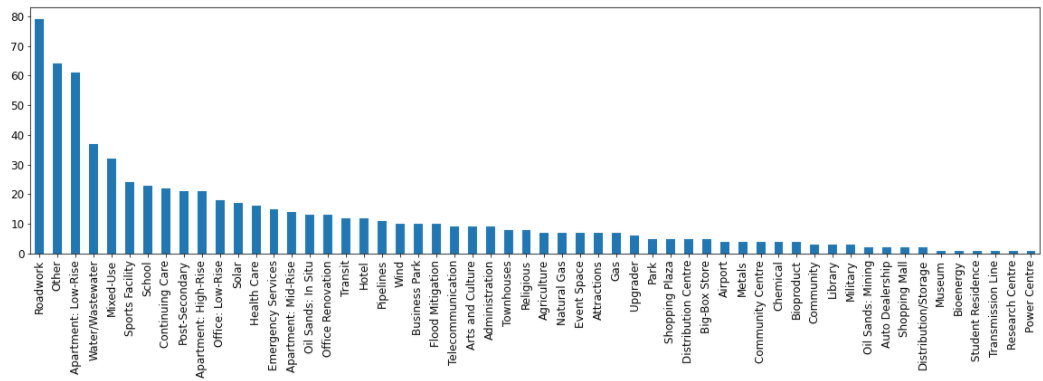 80
70
60
50
40
30
20
10
0
Roadwork
Other
Apartment: Low-Rise
Water/Wastewater
Mixed-Use
Sports Facility
School
Continuing Care
Post-Secondary
Apartment: High-Rise
Office: Low-Rise
Solar
Health Care
Emergency Services
Apartment: Mid-Rise
Oil Sands: In Situ
Office Renovation
Transit
Hotel
Pipelines
Wind
Business Park
Flood Mitigation
Telecommunication
Arts and Culture
Administration
Townhouses
Religious
Agriculture
Natural Gas
Event Space
Attractions
Gas
Upgrader
Park
Shopping Plaza
Distribution Centre
Big-Box Store
Airport
Metals
Community Centre
Chemical
Bioproduct
Community
Library
Military
Oil Sands: Mining
Auto Dealership
Shopping Mall
Distribution/Storage
Museum
Bioenergy
Student Residence
Transmission Line
Research Centre
Power Centre